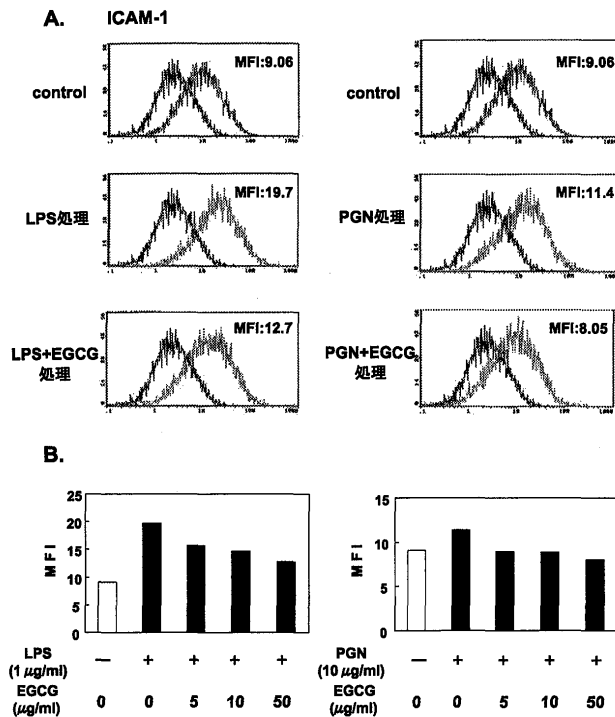 A. ICAM-1
control
MFI:9.06
control
MFI:9.06
LPS処理
MFI:19.7
PGN処理
MFI:11.4
LPS+EGCG
処理
MFI:12.7
PGN+EGCG
処理
MFI:8.05
B.
MFI
25
20
15
10
5
0
MFI
15
10
5
0
LPS
(1 μg/ml)
— + + + +
EGCG
(μg/ml)
0 0 5 10 50
PGN
(10 μg/ml)
— + + + +
EGCG
(μg/ml)
0 0 5 10 50